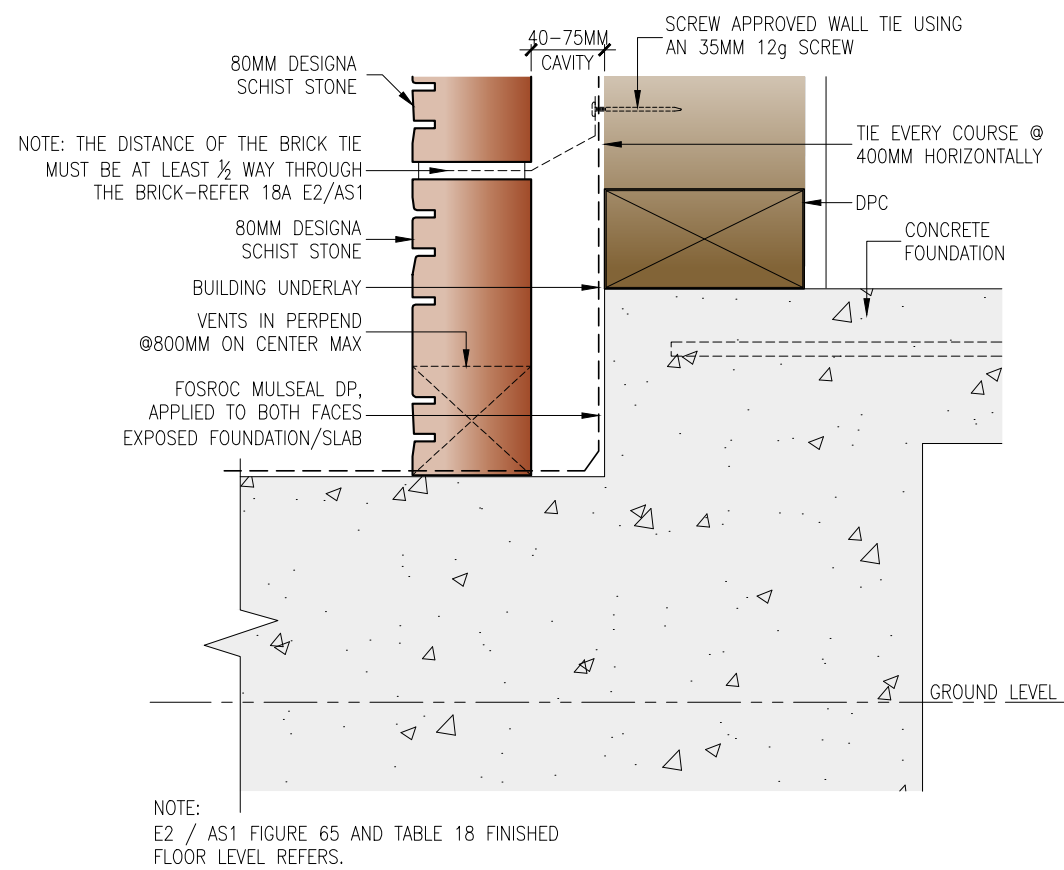 40-75MM
CAVITY
SCREW APPROVED WALL TIE USING
AN 35MM 12g SCREW
80MM DESIGNA
SCHIST STONE
NOTE: THE DISTANCE OF THE BRICK TIE
MUST BE AT LEAST ½ WAY THROUGH
THE BRICK-REFER 18A E2/AS1
TIE EVERY COURSE @
400MM HORIZONTALLY
DPC
80MM DESIGNA
SCHIST STONE
CONCRETE
FOUNDATION
BUILDING UNDERLAY
VENTS IN PERPEND
@800MM ON CENTER MAX
FOSROC MULSEAL DP,
APPLIED TO BOTH FACES
EXPOSED FOUNDATION/SLAB
GROUND LEVEL
NOTE:
E2 / AS1 FIGURE 65 AND TABLE 18 FINISHED
FLOOR LEVEL REFERS.